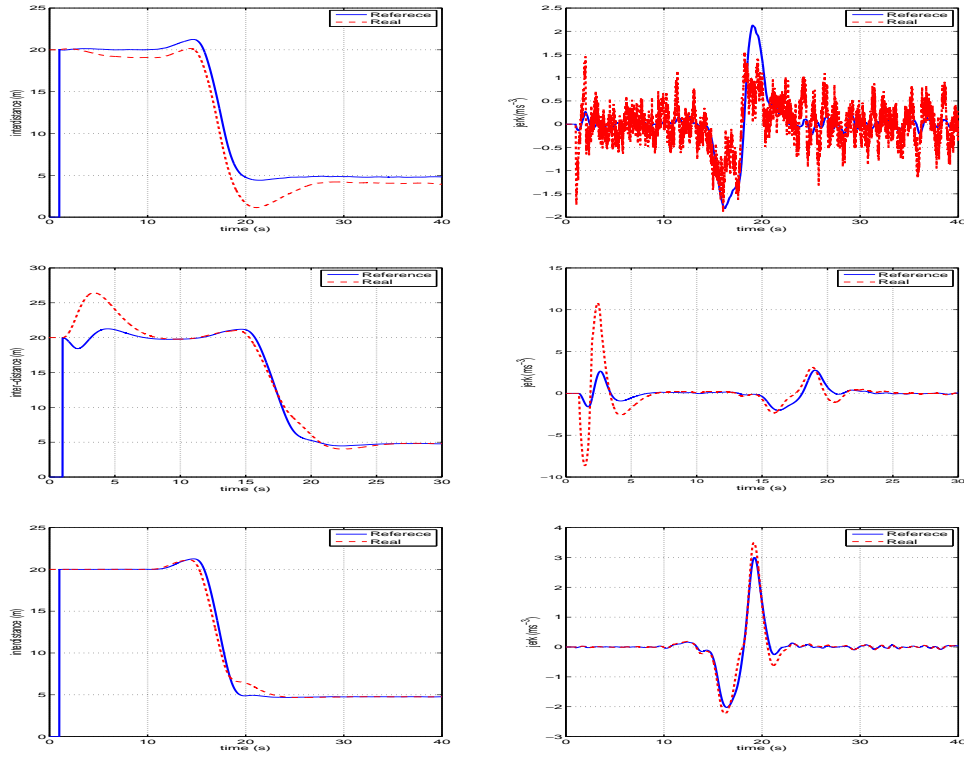 25
20
15
10
5
0
0 10 20 30 40
interdistance (m)
time (s)
Referece
Real
2.5
2
1.5
1
0.5
0
−0.5
−1
−1.5
−2
0 10 20 30 40
jerk(ms⁻³)
time (s)
Referece
Real
30
25
20
15
10
5
0
0 5 10 15 20 25 30
inter-distance (m)
time (s)
Reference
Real
15
10
5
0
−5
−10
0 5 10 15 20 25 30
jerk(ms⁻³)
time (s)
Reference
Real
25
20
15
10
5
0
0 10 20 30 40
interdistance (m)
time (s)
Referece
Real
4
3
2
1
0
−1
−2
−3
0 10 20 30 40
jerk (ms⁻³)
time (s)
Referece
Real